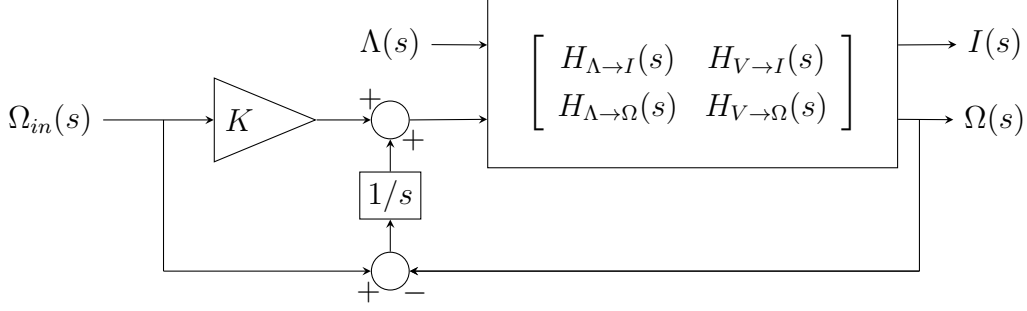 Λ(s)
I(s)
H_{Λ→I}(s) H_{V→I}(s)
H_{Λ→Ω}(s) H_{V→Ω}(s)
Ω_{in}(s)
K
+
+
Ω(s)
1/s
+
−